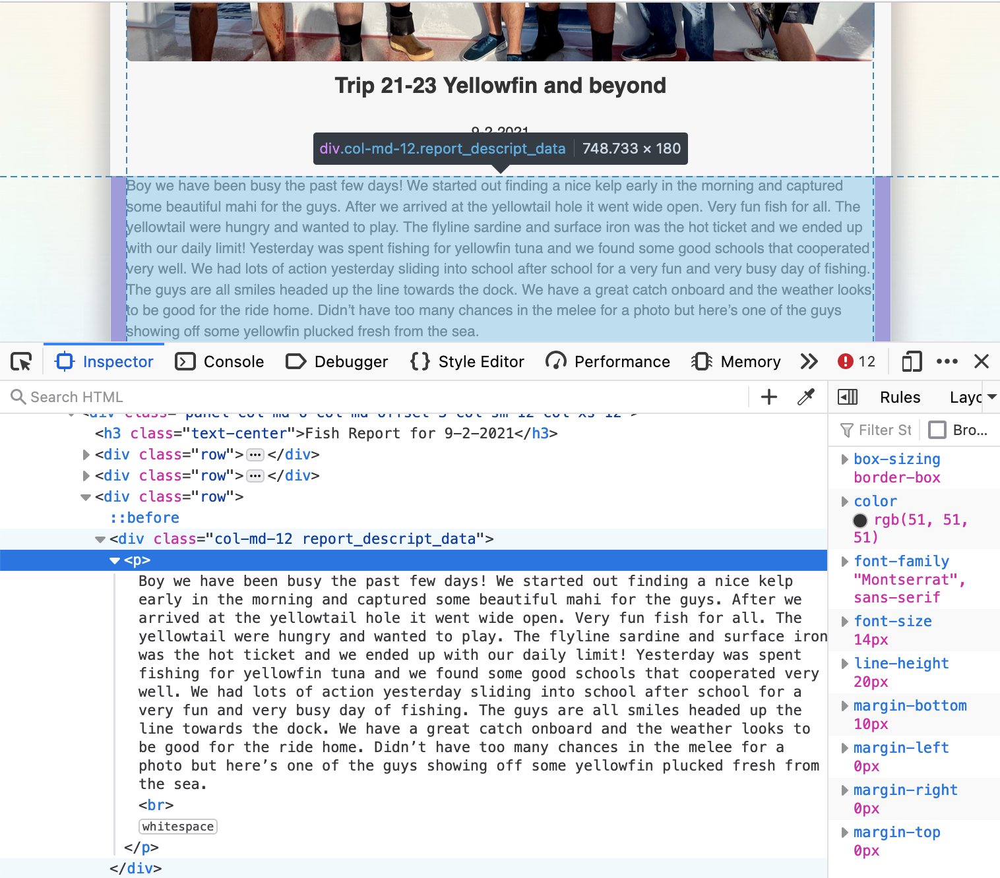 Trip 21-23 Yellowfin and beyond
9-2-2021
div.col-md-12.report_descript_data 748.733 × 180
Boy we have been busy the past few days! We started out finding a nice kelp early in the morning and captured
some beautiful mahi for the guys. After we arrived at the yellowtail hole it went wide open. Very fun fish for all. The
yellowtail were hungry and wanted to play. The flyline sardine and surface iron was the hot ticket and we ended up
with our daily limit! Yesterday was spent fishing for yellowfin tuna and we found some good schools that cooperated
very well. We had lots of action yesterday sliding into school after school for a very fun and very busy day of fishing.
The guys are all smiles headed up the line towards the dock. We have a great catch onboard and the weather looks
to be good for the ride home. Didn’t have too many chances in the melee for a photo but here’s one of the guys
showing off some yellowfin plucked fresh from the sea.
Inspector Console Debugger Style Editor Performance Memory 12
Search HTML
Rules Layo
<div class="panel col-md-6 col-md-offset-3 col-sm-12 col-xs-12">
<h3 class="text-center">Fish Report for 9-2-2021</h3>
<div class="row">…</div>
<div class="row">…</div>
<div class="row">
::before
<div class="col-md-12 report_descript_data">
<p>
Boy we have been busy the past few days! We started out finding a nice kelp
early in the morning and captured some beautiful mahi for the guys. After we
arrived at the yellowtail hole it went wide open. Very fun fish for all. The
yellowtail were hungry and wanted to play. The flyline sardine and surface iron
was the hot ticket and we ended up with our daily limit! Yesterday was spent
fishing for yellowfin tuna and we found some good schools that cooperated very
well. We had lots of action yesterday sliding into school after school for a
very fun and very busy day of fishing. The guys are all smiles headed up the
line towards the dock. We have a great catch onboard and the weather looks to
be good for the ride home. Didn’t have too many chances in the melee for a
photo but here’s one of the guys showing off some yellowfin plucked fresh from
the sea.
<br>
whitespace
</p>
</div>
Filter St Bro...
box-sizing
border-box
color
rgb(51, 51,
51)
font-family
"Montserrat",
sans-serif
font-size
14px
line-height
20px
margin-bottom
10px
margin-left
0px
margin-right
0px
margin-top
0px